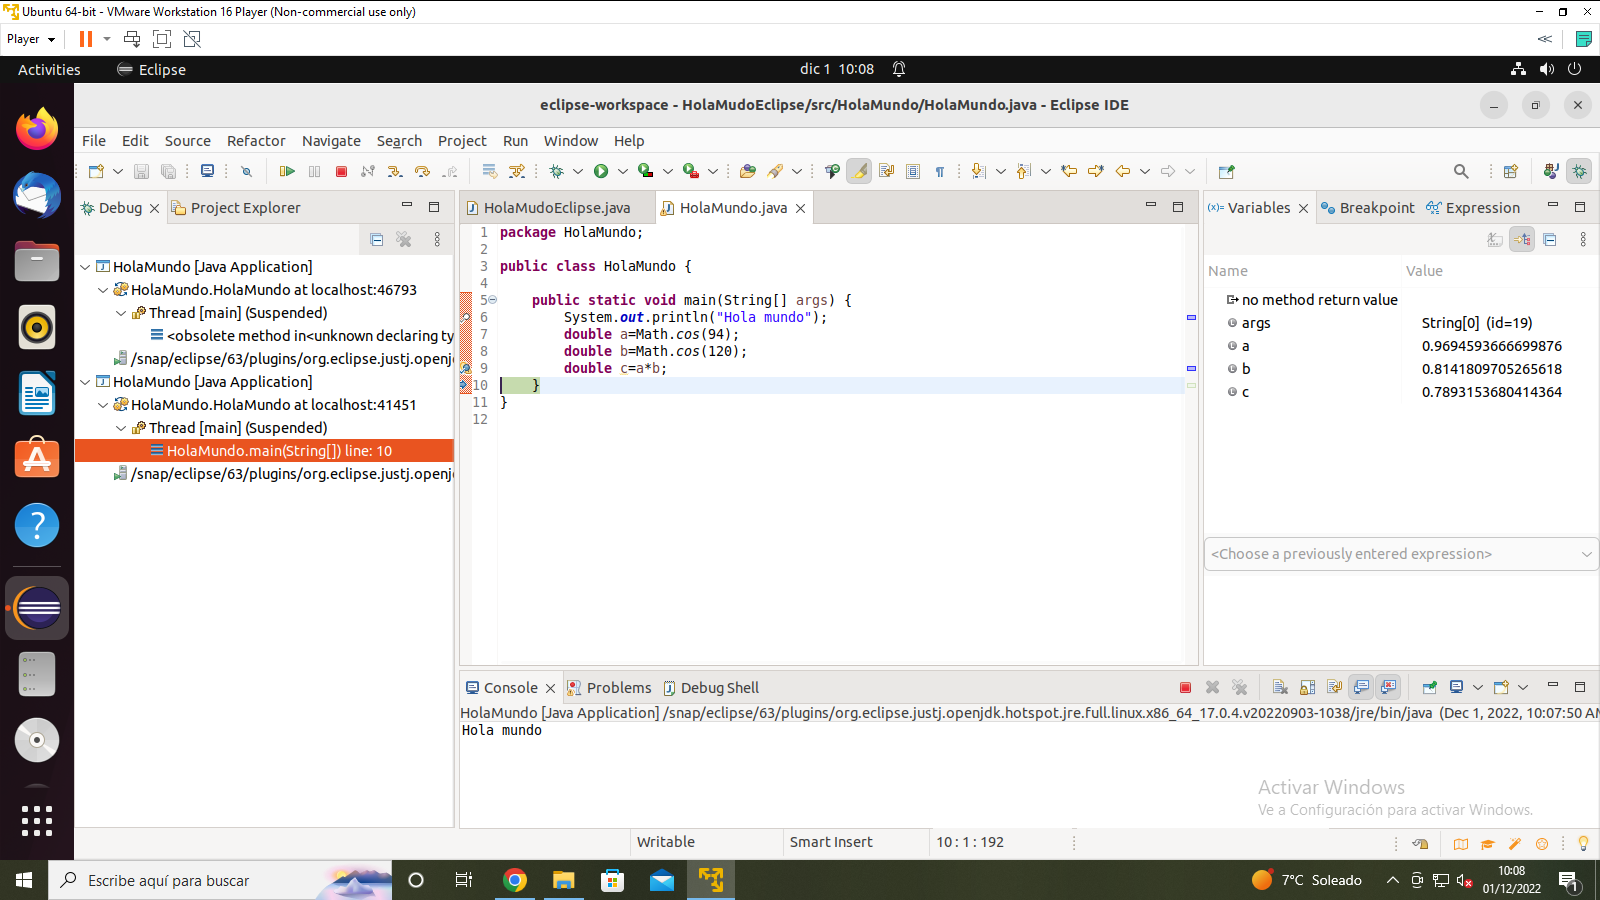 Ubuntu 64-bit - VMware Workstation 16 Player (Non-commercial use only)
Player
Activities
Eclipse
dic 1 10:08
eclipse-workspace - HolaMudoEclipse/src/HolaMundo/HolaMundo.java - Eclipse IDE
File Edit Source Refactor Navigate Search Project Run Window Help
Debug
Project Explorer
HolaMundo [Java Application]
HolaMundo.HolaMundo at localhost:46793
Thread [main] (Suspended)
<obsolete method in<unknown declaring ty
/snap/eclipse/63/plugins/org.eclipse.justj.openj
HolaMundo [Java Application]
HolaMundo.HolaMundo at localhost:41451
Thread [main] (Suspended)
HolaMundo.main(String[]) line: 10
/snap/eclipse/63/plugins/org.eclipse.justj.openj
HolaMudoEclipse.java
HolaMundo.java
1 package HolaMundo;
2
3 public class HolaMundo {
4
5 public static void main(String[] args) {
6 System.out.println("Hola mundo");
7 double a=Math.cos(94);
8 double b=Math.cos(120);
9 double c=a*b;
10 }
11 }
12
Variables
Breakpoint
Expression
Name Value
no method return value
args String[0] (id=19)
a 0.9694593666699876
b 0.8141809705265618
c 0.7893153680414364
<Choose a previously entered expression>
Console
Problems
Debug Shell
HolaMundo [Java Application] /snap/eclipse/63/plugins/org.eclipse.justj.openjdk.hotspot.jre.full.linux.x86_64_17.0.4.v20220903-1038/jre/bin/java (Dec 1, 2022, 10:07:50 AM
Hola mundo
Activar Windows
Ve a Configuración para activar Windows.
Writable
Smart Insert
10 : 1 : 192
Escribe aquí para buscar
7°C Soleado
10:08
01/12/2022
1